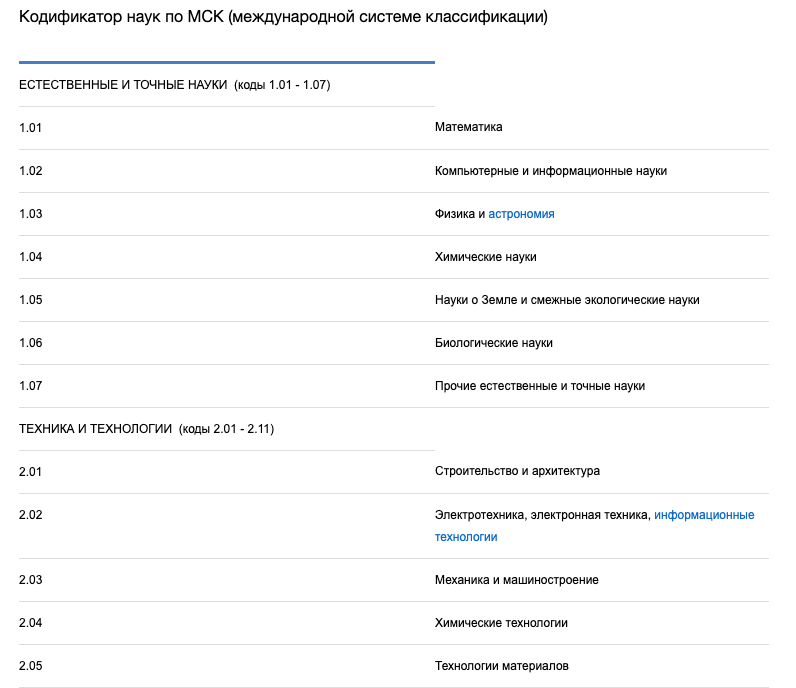 Кодификатор наук по МСК (международной системе классификации)
ЕСТЕСТВЕННЫЕ И ТОЧНЫЕ НАУКИ (коды 1.01 - 1.07)
1.01 Математика
1.02 Компьютерные и информационные науки
1.03 Физика и астрономия
1.04 Химические науки
1.05 Науки о Земле и смежные экологические науки
1.06 Биологические науки
1.07 Прочие естественные и точные науки
ТЕХНИКА И ТЕХНОЛОГИИ (коды 2.01 - 2.11)
2.01 Строительство и архитектура
2.02 Электротехника, электронная техника, информационные
технологии
2.03 Механика и машиностроение
2.04 Химические технологии
2.05 Технологии материалов